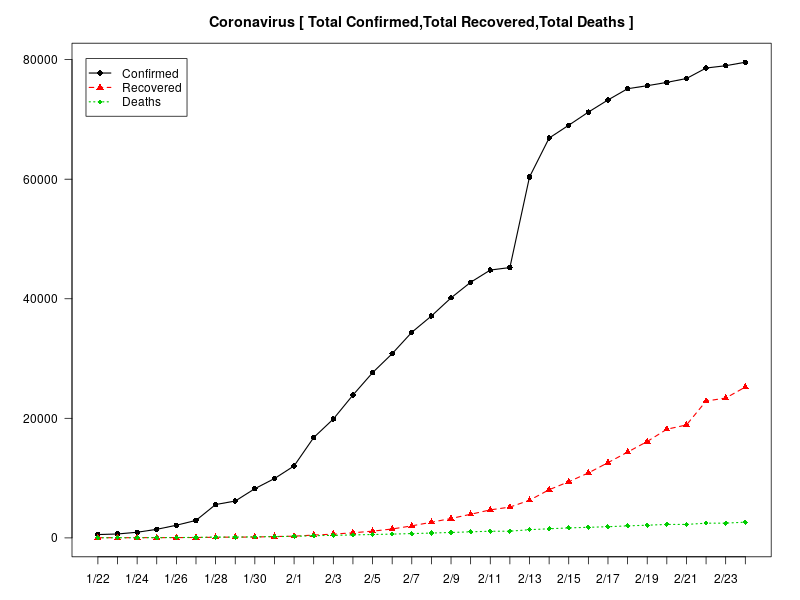 Coronavirus [ Total Confirmed,Total Recovered,Total Deaths ]
80000
Confirmed
Recovered
Deaths
60000
40000
20000
0
1/22 1/24 1/26 1/28 1/30 2/1 2/3 2/5 2/7 2/9 2/11 2/13 2/15 2/17 2/19 2/21 2/23